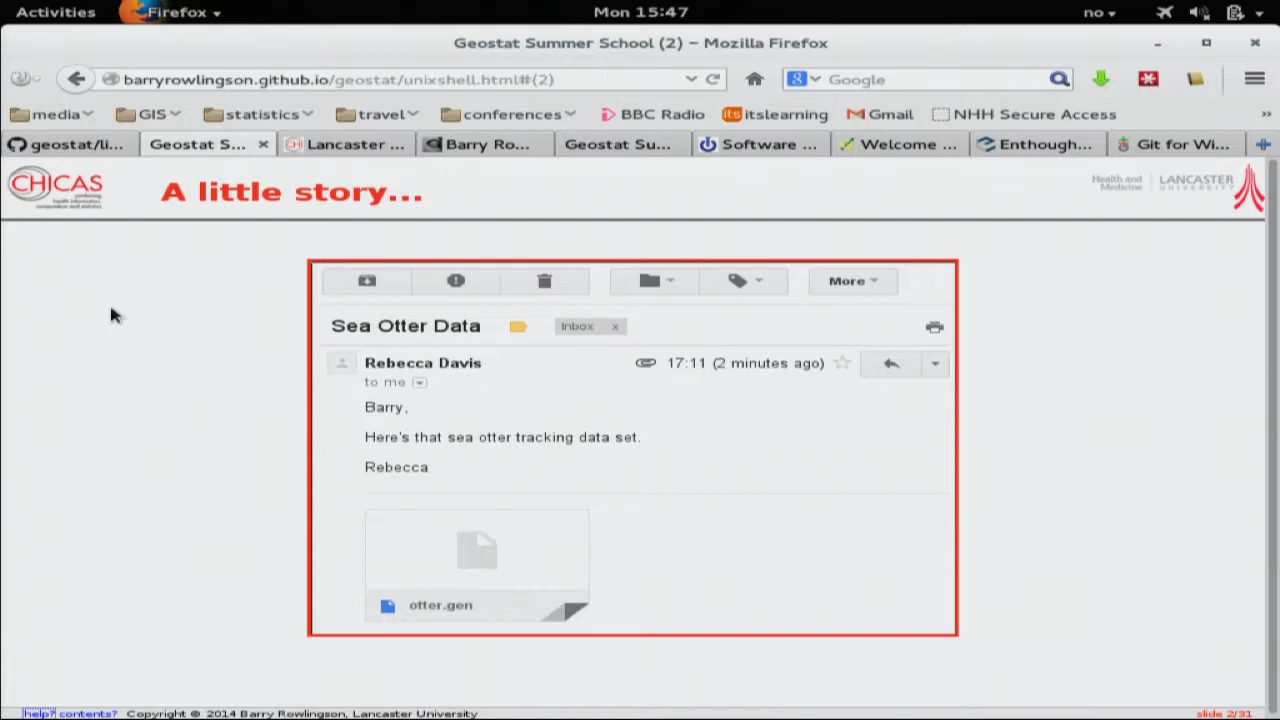 Activities Firefox Mon 15:47 no
Geostat Summer School (2) – Mozilla Firefox
barryrowlingson.github.io/geostat/unixshell.html#(2) Google
media GIS statistics travel conferences BBC Radio itslearning Gmail NHH Secure Access »
geostat/li... Geostat S... Lancaster ... Barry Ro... Geostat Su... Software ... Welcome ... Enthough... Git for Wi...
CHICAS A little story... Health and Medicine LANCASTER UNIVERSITY
More
Sea Otter Data Inbox x
Rebecca Davis 17:11 (2 minutes ago)
to me
Barry,
Here's that sea otter tracking data set.
Rebecca
otter.gen
help? contents? Copyright © 2014 Barry Rowlingson, Lancaster University slide 2/31